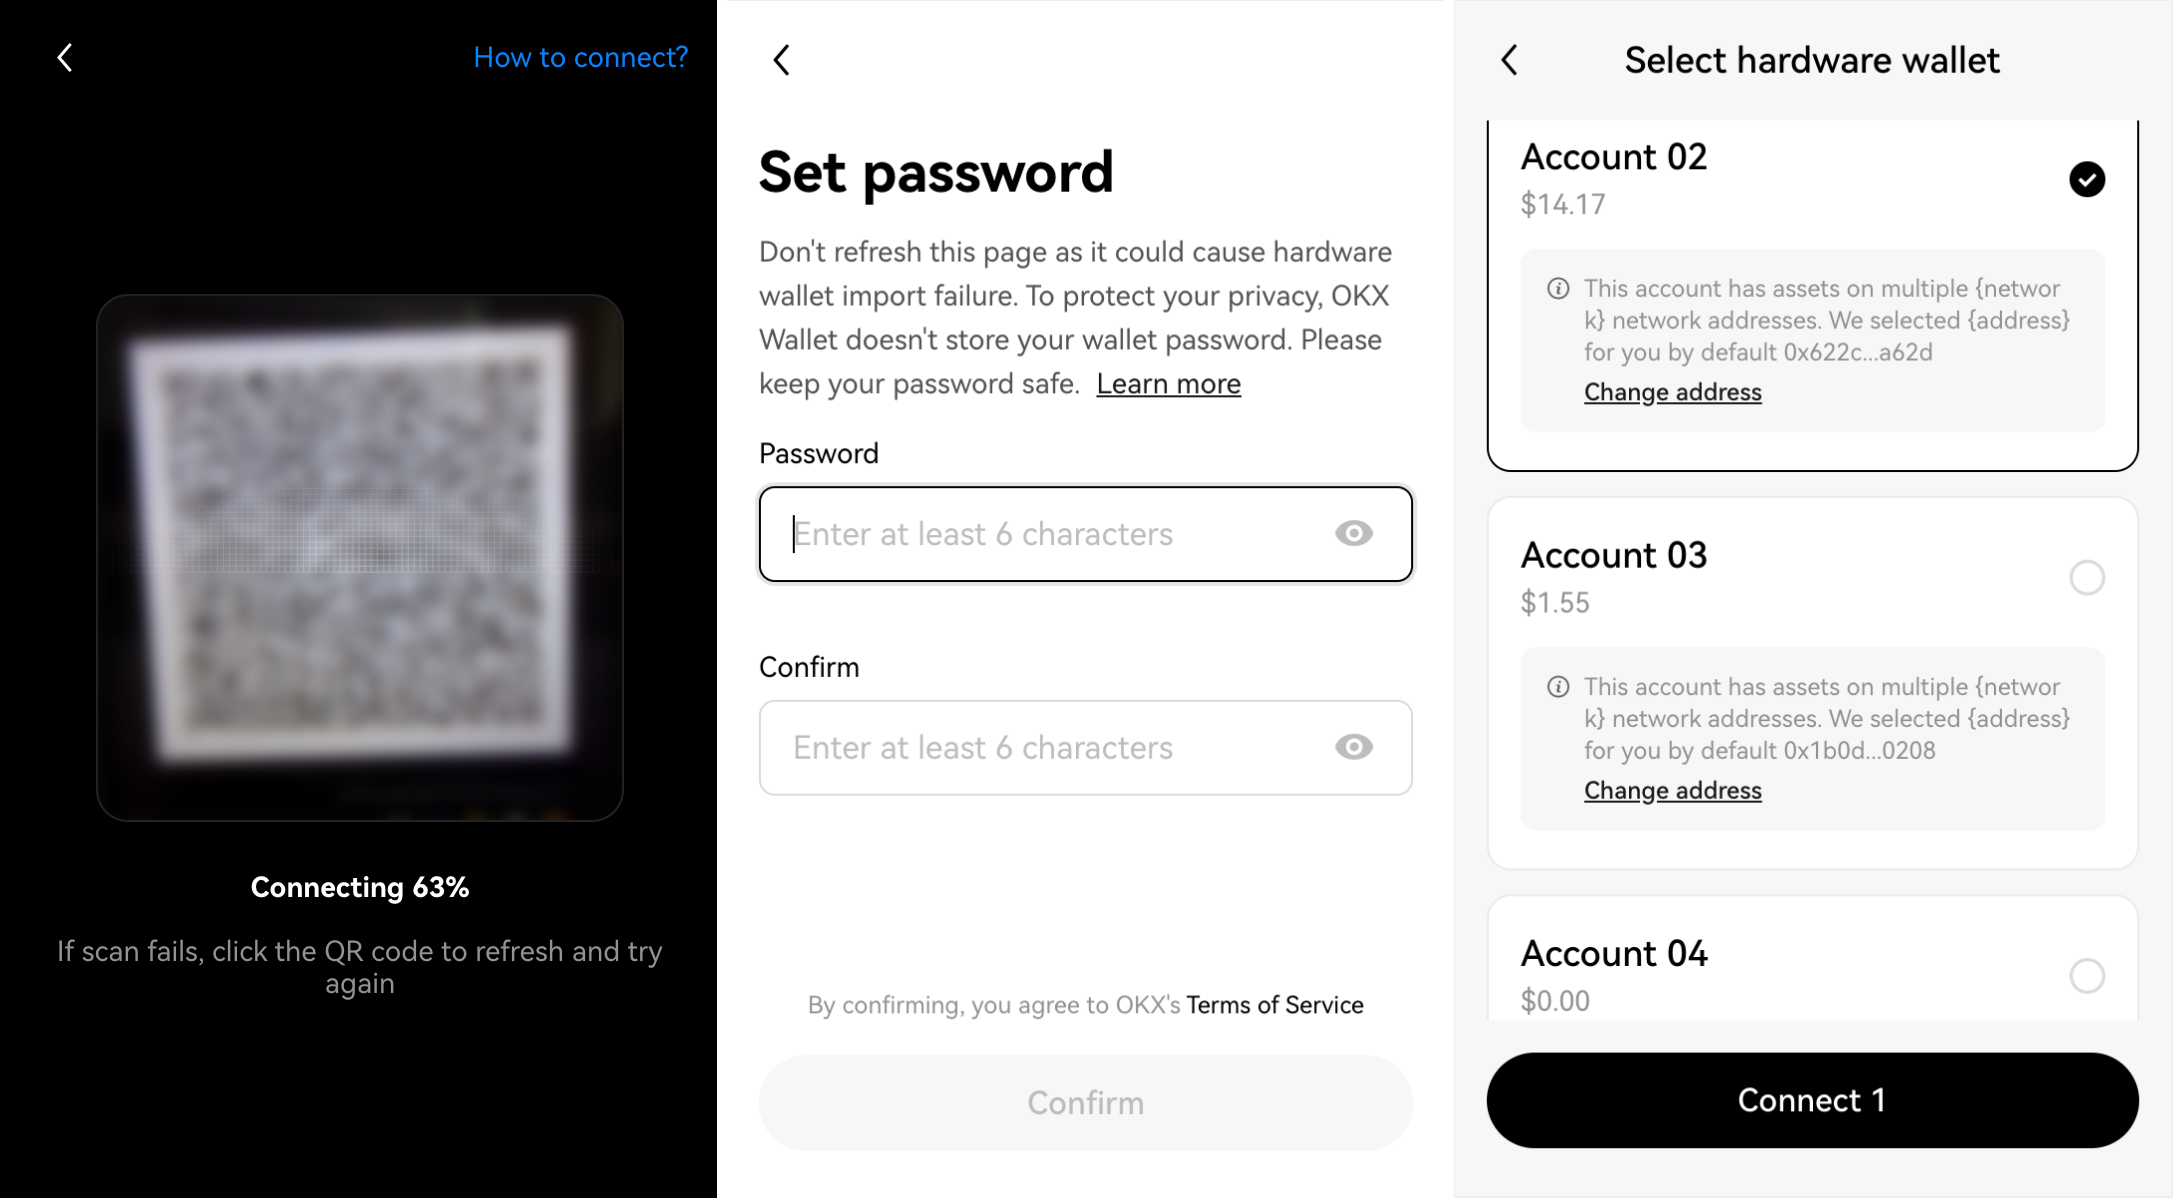 How to connect?
Connecting 63%
If scan fails, click the QR code to refresh and try
again
Set password
Don't refresh this page as it could cause hardware
wallet import failure. To protect your privacy, OKX
Wallet doesn't store your wallet password. Please
keep your password safe. Learn more
Password
Enter at least 6 characters
Confirm
Enter at least 6 characters
By confirming, you agree to OKX's Terms of Service
Confirm
Select hardware wallet
Account 02
$14.17
This account has assets on multiple {networ
k} network addresses. We selected {address}
for you by default 0x622c...a62d
Change address
Account 03
$1.55
This account has assets on multiple {networ
k} network addresses. We selected {address}
for you by default 0x1b0d...0208
Change address
Account 04
$0.00
Connect 1